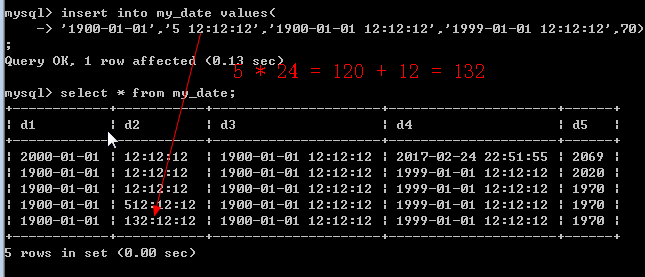 mysql> insert into my_date values(
    -> '1900-01-01','5 12:12:12','1900-01-01 12:12:12','1999-01-01 12:12:12',70)
;
Query OK, 1 row affected (0.13 sec)
5 * 24 = 120 + 12 = 132
mysql> select * from my_date;
| d1 | d2 | d3 | d4 | d5 |
| 2000-01-01 | 12:12:12 | 1900-01-01 12:12:12 | 2017-02-24 22:51:55 | 2069 |
| 1900-01-01 | 12:12:12 | 1900-01-01 12:12:12 | 1999-01-01 12:12:12 | 2020 |
| 1900-01-01 | 12:12:12 | 1900-01-01 12:12:12 | 1999-01-01 12:12:12 | 1970 |
| 1900-01-01 | 512:12:12 | 1900-01-01 12:12:12 | 1999-01-01 12:12:12 | 1970 |
| 1900-01-01 | 132:12:12 | 1900-01-01 12:12:12 | 1999-01-01 12:12:12 | 1970 |
5 rows in set (0.00 sec)